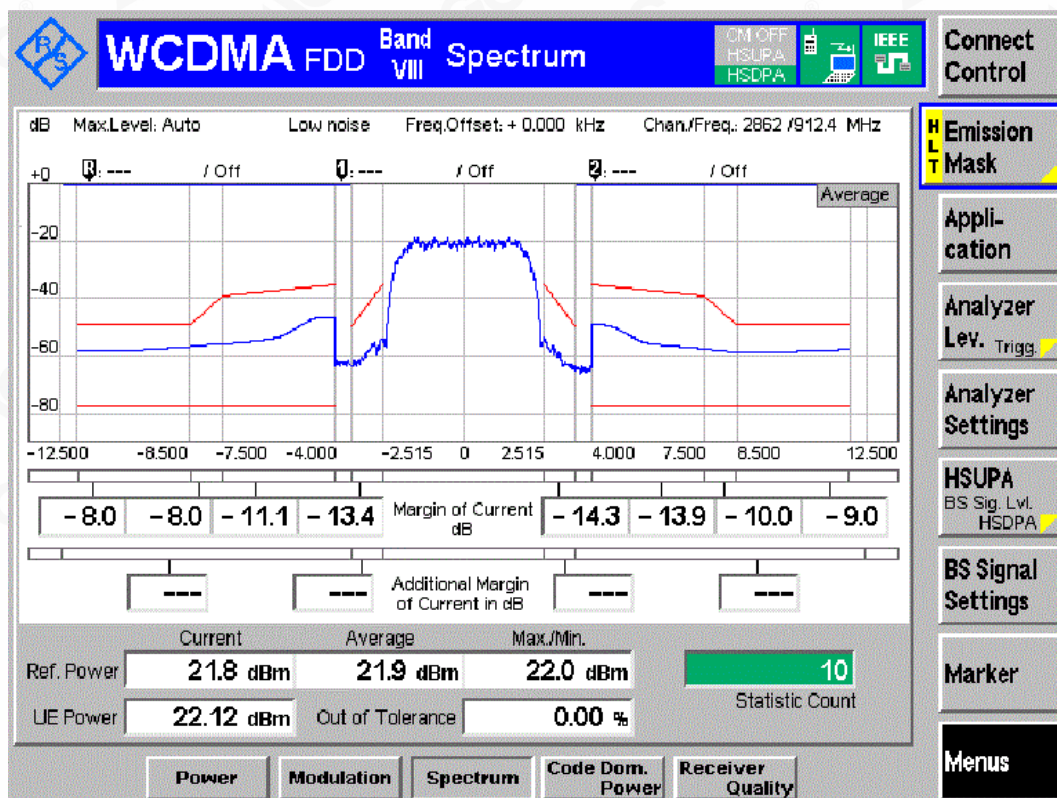 R&S
WCDMA FDD Band VIII Spectrum
CM OFF
HSUPA
HSDPA
IEEE
Connect Control
dB Max.Level: Auto Low noise Freq.Offset: + 0.000 kHz Chan./Freq.: 2862 /912.4 MHz
H
L
T
Emission Mask
+0 R: --- / Off 1: --- / Off 2: --- / Off
Average
-20
-40
-60
-80
Appli-
cation
Analyzer
Lev. Trigg.
Analyzer
Settings
-12.500 -8.500 -7.500 -4.000 -2.515 0 2.515 4.000 7.500 8.500 12.500
HSUPA
BS Sig. Lvl.
HSDPA
- 8.0 - 8.0 - 11.1 - 13.4 Margin of Current dB - 14.3 - 13.9 - 10.0 - 9.0
--- --- Additional Margin of Current in dB --- ---
BS Signal
Settings
Current Average Max./Min.
Ref. Power 21.8 dBm 21.9 dBm 22.0 dBm 10
Statistic Count
UE Power 22.12 dBm Out of Tolerance 0.00 %
Marker
Menus
Power Modulation Spectrum Code Dom. Power Receiver Quality